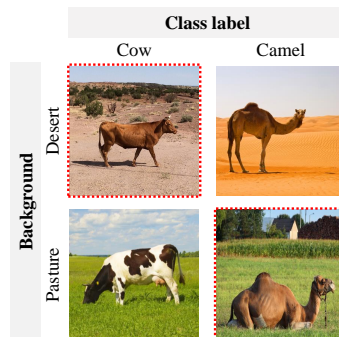 Class label
Cow Camel
Background
Desert
Pasture